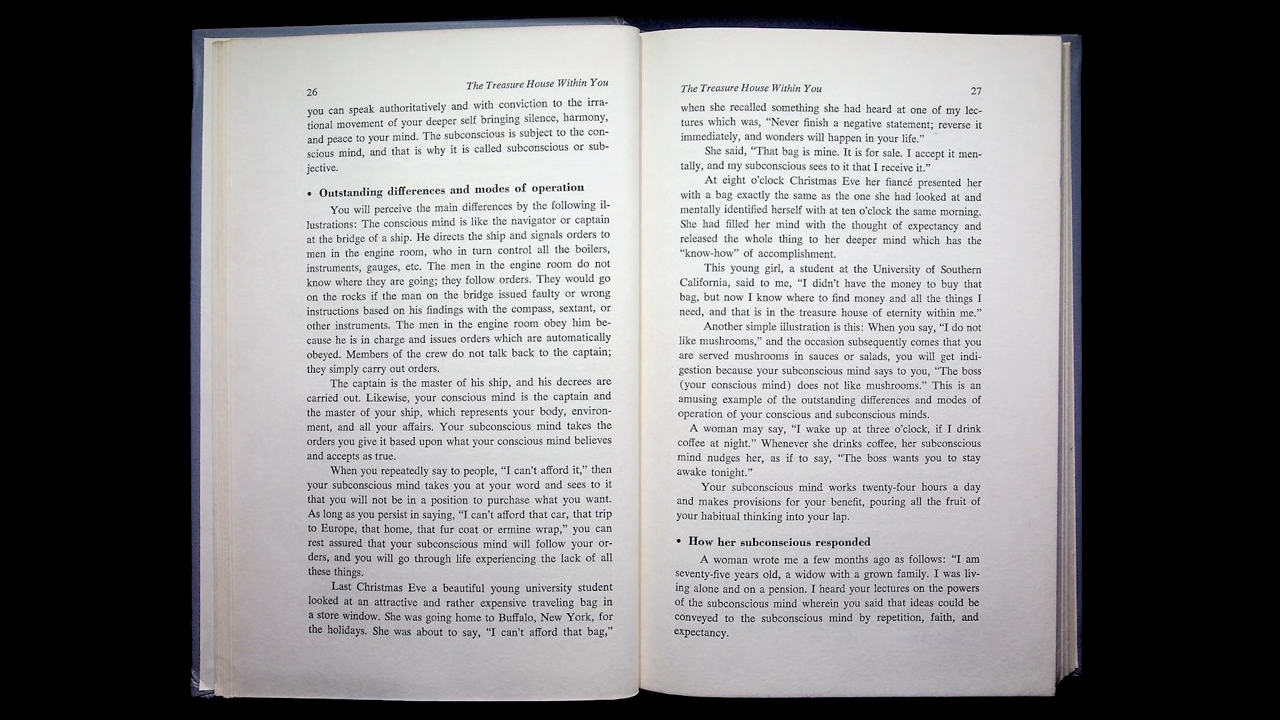 26
The Treasure House Within You
you can speak authoritatively and with conviction to the irra-
tional movement of your deeper self bringing silence, harmony,
and peace to your mind. The subconscious is subject to the con-
scious mind, and that is why it is called subconscious or sub-
jective.
• Outstanding differences and modes of operation
You will perceive the main differences by the following il-
lustrations: The conscious mind is like the navigator or captain
at the bridge of a ship. He directs the ship and signals orders to
men in the engine room, who in turn control all the boilers,
instruments, gauges, etc. The men in the engine room do not
know where they are going; they follow orders. They would go
on the rocks if the man on the bridge issued faulty or wrong
instructions based on his findings with the compass, sextant, or
other instruments. The men in the engine room obey him be-
cause he is in charge and issues orders which are automatically
obeyed. Members of the crew do not talk back to the captain;
they simply carry out orders.
The captain is the master of his ship, and his decrees are
carried out. Likewise, your conscious mind is the captain and
the master of your ship, which represents your body, environ-
ment, and all your affairs. Your subconscious mind takes the
orders you give it based upon what your conscious mind believes
and accepts as true.
When you repeatedly say to people, “I can't afford it,” then
your subconscious mind takes you at your word and sees to it
that you will not be in a position to purchase what you want.
As long as you persist in saying, “I can't afford that car, that trip
to Europe, that home, that fur coat or ermine wrap,” you can
rest assured that your subconscious mind will follow your or-
ders, and you will go through life experiencing the lack of all
these things.
Last Christmas Eve a beautiful young university student
looked at an attractive and rather expensive traveling bag in
a store window. She was going home to Buffalo, New York, for
the holidays. She was about to say, “I can't afford that bag,”
The Treasure House Within You
27
when she recalled something she had heard at one of my lec-
tures which was, “Never finish a negative statement; reverse it
immediately, and wonders will happen in your life.”
She said, “That bag is mine. It is for sale. I accept it men-
tally, and my subconscious sees to it that I receive it.”
At eight o'clock Christmas Eve her fiancé presented her
with a bag exactly the same as the one she had looked at and
mentally identified herself with at ten o'clock the same morning.
She had filled her mind with the thought of expectancy and
released the whole thing to her deeper mind which has the
“know-how” of accomplishment.
This young girl, a student at the University of Southern
California, said to me, “I didn't have the money to buy that
bag, but now I know where to find money and all the things I
need, and that is in the treasure house of eternity within me.”
Another simple illustration is this: When you say, “I do not
like mushrooms,” and the occasion subsequently comes that you
are served mushrooms in sauces or salads, you will get indi-
gestion because your subconscious mind says to you, “The boss
(your conscious mind) does not like mushrooms.” This is an
amusing example of the outstanding differences and modes of
operation of your conscious and subconscious minds.
A woman may say, “I wake up at three o'clock, if I drink
coffee at night.” Whenever she drinks coffee, her subconscious
mind nudges her, as if to say, “The boss wants you to stay
awake tonight.”
Your subconscious mind works twenty-four hours a day
and makes provisions for your benefit, pouring all the fruit of
your habitual thinking into your lap.
• How her subconscious responded
A woman wrote me a few months ago as follows: “I am
seventy-five years old, a widow with a grown family. I was liv-
ing alone and on a pension. I heard your lectures on the powers
of the subconscious mind wherein you said that ideas could be
conveyed to the subconscious mind by repetition, faith, and
expectancy.